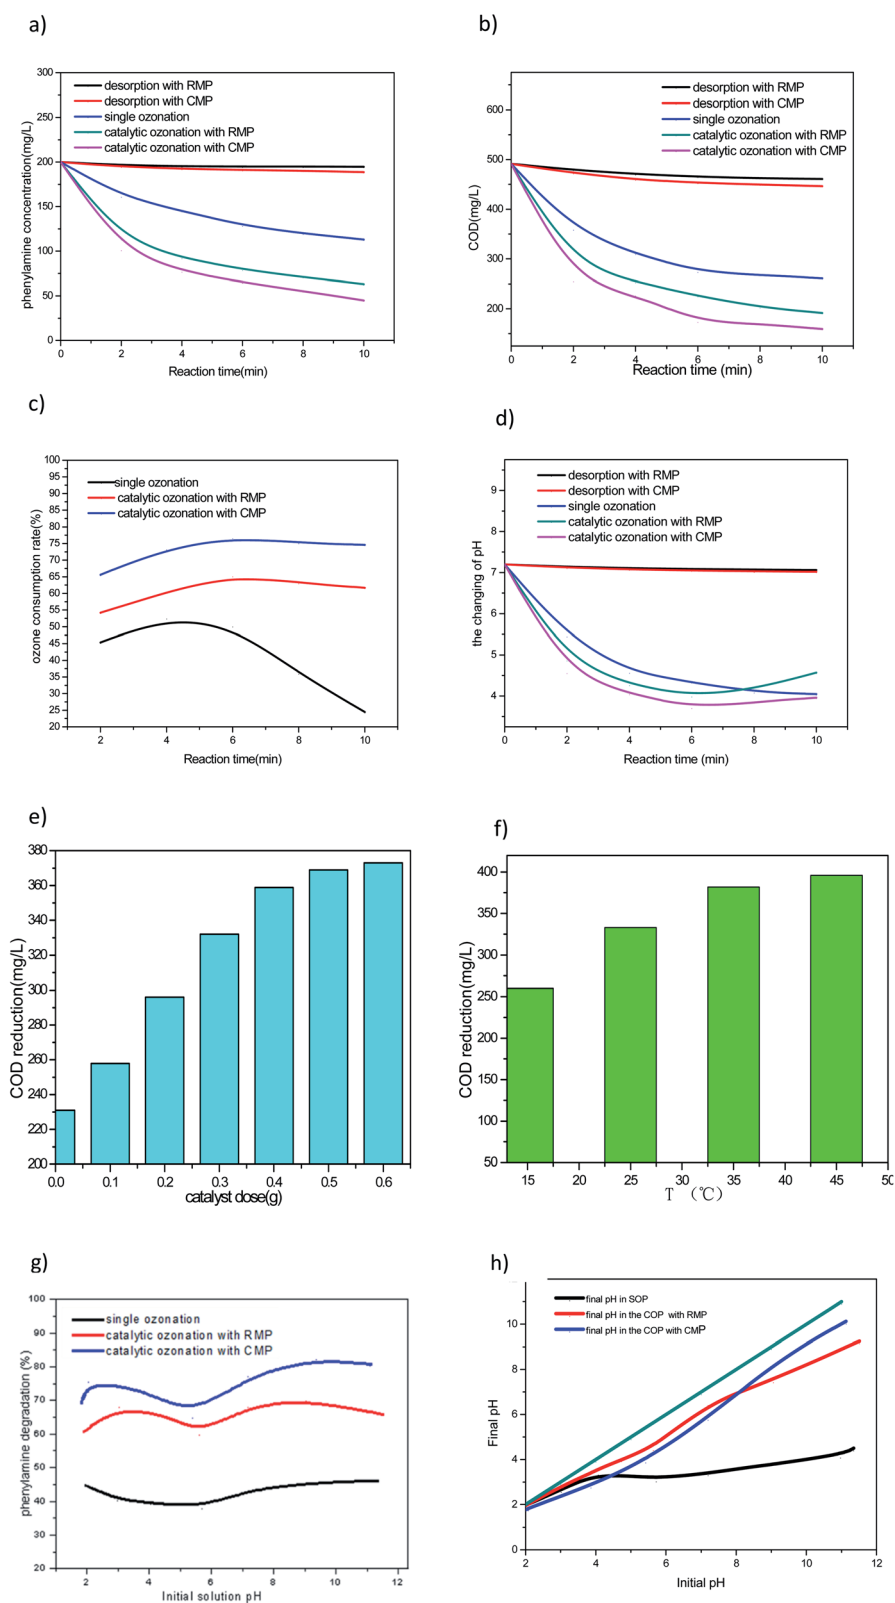 a)
300
250
200
150
100
50
0
phenylamine concentration(mg/L)
desorption with RMP
desorption with CMP
single ozonation
catalytic ozonation with RMP
catalytic ozonation with CMP
0 2 4 6 8 10
Reaction time(min)
b)
600
500
400
300
200
COD(mg/L)
desorption with RMP
desorption with CMP
single ozonation
catalytic ozonation with RMP
catalytic ozonation with CMP
0 2 4 6 8 10
Reaction time (min)
c)
100
95
90
85
80
75
70
65
60
55
50
45
40
35
30
25
20
ozone consumption rate(%)
single ozonation
catalytic ozonation with RMP
catalytic ozonation with CMP
2 4 6 8 10
Reaction time(min)
d)
9
8
7
6
5
4
the changing of pH
desorption with RMP
desorption with CMP
single ozonation
catalytic ozonation with RMP
catalytic ozonation with CMP
0 2 4 6 8 10
Reaction time (min)
e)
380
360
340
320
300
280
260
240
220
200
COD reduction(mg/L)
0.0 0.1 0.2 0.3 0.4 0.5 0.6
catalyst dose(g)
f)
400
350
300
250
200
150
100
50
COD reduction(mg/L)
15 20 25 30 35 40 45 50
T （℃）
g)
100
90
80
70
60
50
40
30
20
phenylamine degradation (%)
single ozonation
catalytic ozonation with RMP
catalytic ozonation with CMP
2 4 6 8 10 12
Initial solution pH
h)
10
8
6
4
2
0
Final pH
final pH in SOP
final pH in the COP with RMP
final pH in the COP with CMP
2 4 6 8 10 12
Initial pH